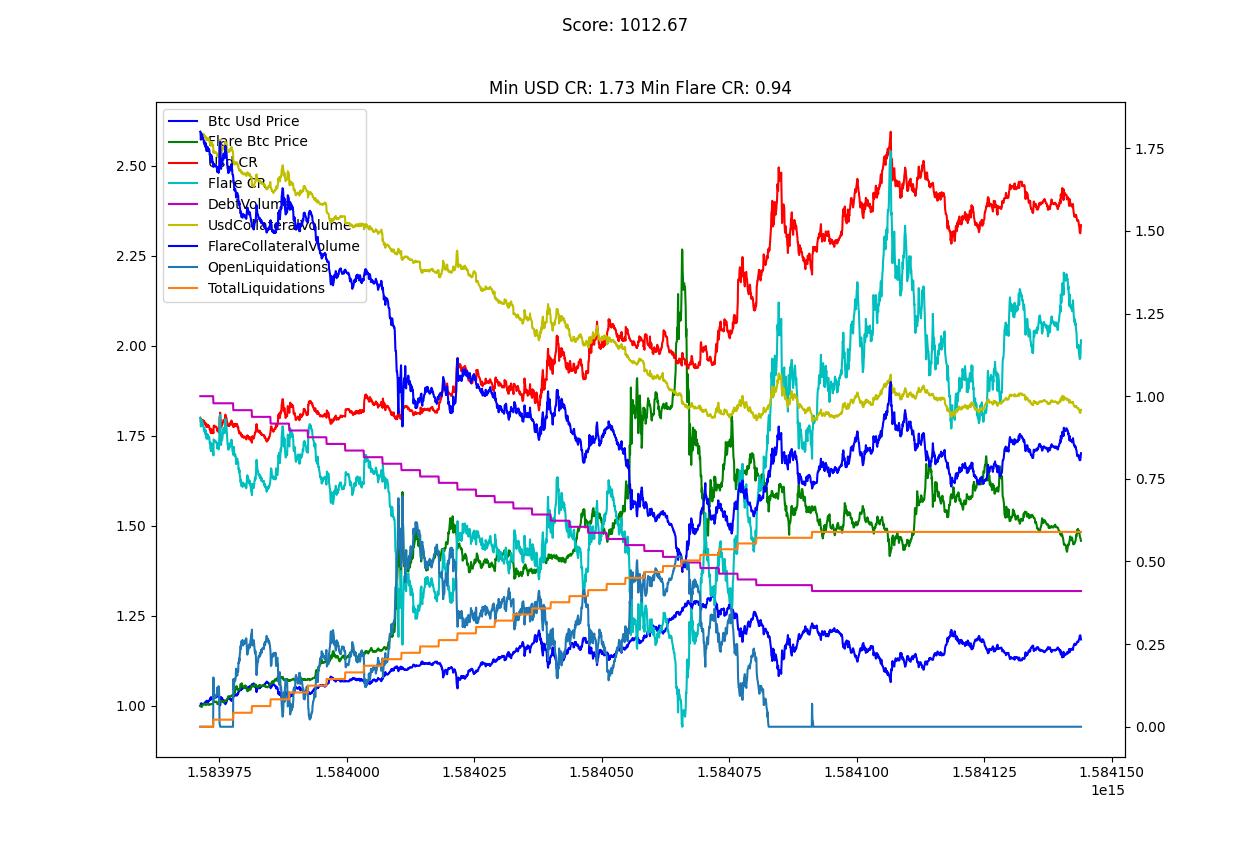 Score: 1012.67
Min USD CR: 1.73 Min Flare CR: 0.94
Btc Usd Price
Flare Btc Price
Usd CR
Flare CR
DebtVolume
UsdCollateralVolume
FlareCollateralVolume
OpenLiquidations
TotalLiquidations
2.50
2.25
2.00
1.75
1.50
1.25
1.00
1.75
1.50
1.25
1.00
0.75
0.50
0.25
0.00
1.583975
1.584000
1.584025
1.584050
1.584075
1.584100
1.584125
1.584150
1e15